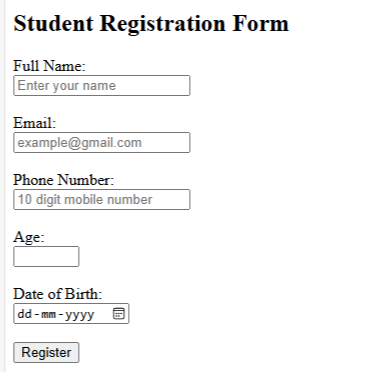 Student Registration Form
Full Name:
Enter your name
Email:
example@gmail.com
Phone Number:
10 digit mobile number
Age:
Date of Birth:
dd-mm-yyyy
Register